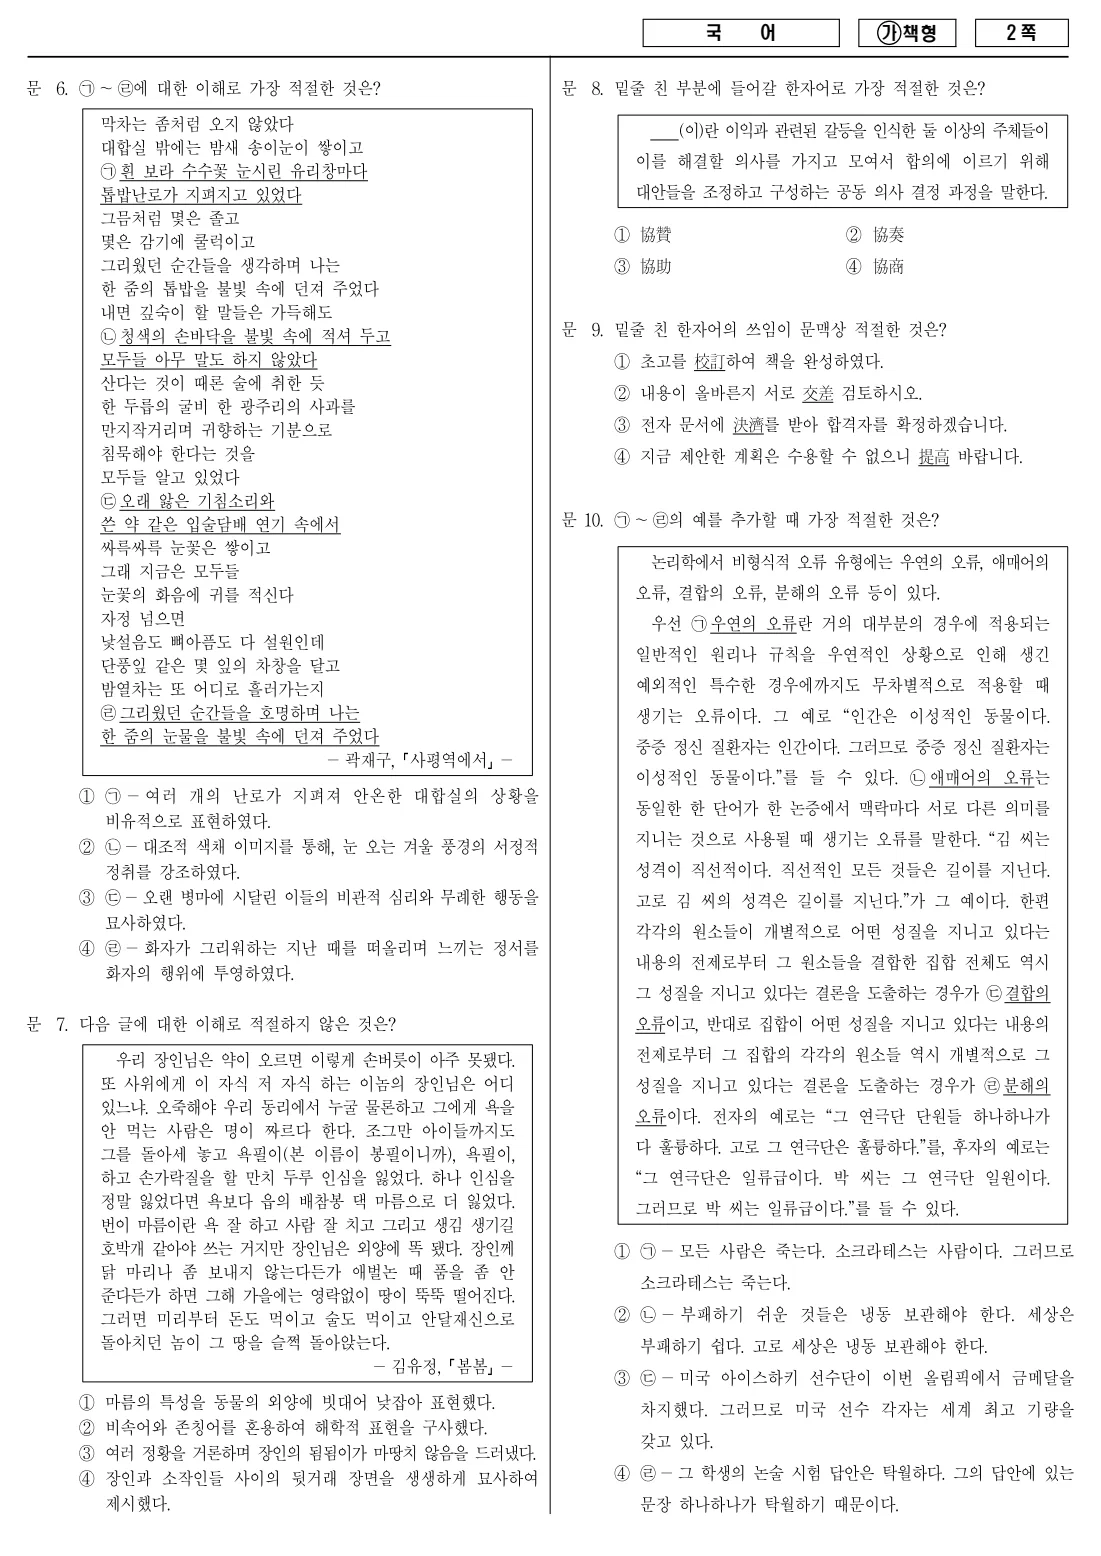 국 어
㉮책형
2쪽
문 6. ㉠~㉣에 대한 이해로 가장 적절한 것은?
막차는 좀처럼 오지 않았다
대합실 밖에는 밤새 송이눈이 쌓이고
㉠흰 보라 수수꽃 눈시린 유리창마다
톱밥난로가 지펴지고 있었다
그믐처럼 몇은 졸고
몇은 감기에 쿨럭이고
그리웠던 순간들을 생각하며 나는
한 줌의 톱밥을 불빛 속에 던져 주었다
내면 깊숙이 할 말들은 가득해도
㉡청색의 손바닥을 불빛 속에 적셔 두고
모두들 아무 말도 하지 않았다
산다는 것이 때론 술에 취한 듯
한 두릅의 굴비 한 광주리의 사과를
만지작거리며 귀향하는 기분으로
침묵해야 한다는 것을
모두들 알고 있었다
㉢오래 앓은 기침소리와
쓴 약 같은 입술담배 연기 속에서
싸륵싸륵 눈꽃은 쌓이고
그래 지금은 모두들
눈꽃의 화음에 귀를 적신다
자정 넘으면
낯설음도 뼈아픔도 다 설원인데
단풍잎 같은 몇 잎의 차창을 달고
밤열차는 또 어디로 흘러가는지
㉣그리웠던 순간들을 호명하며 나는
한 줌의 눈물을 불빛 속에 던져 주었다
- 곽재구, ｢사평역에서｣ -
① ㉠-여러 개의 난로가 지펴져 안온한 대합실의 상황을
비유적으로 표현하였다.
② ㉡-대조적 색채 이미지를 통해, 눈 오는 겨울 풍경의 서정적
정취를 강조하였다.
③ ㉢-오랜 병마에 시달린 이들의 비관적 심리와 무례한 행동을
묘사하였다.
④ ㉣-화자가 그리워하는 지난 때를 떠올리며 느끼는 정서를
화자의 행위에 투영하였다.
문 7. 다음 글에 대한 이해로 적절하지 않은 것은?
우리 장인님은 약이 오르면 이렇게 손버릇이 아주 못됐다.
또 사위에게 이 자식 저 자식 하는 이놈의 장인님은 어디
있느냐. 오죽해야 우리 동리에서 누굴 물론하고 그에게 욕을
안 먹는 사람은 명이 짜르다 한다. 조그만 아이들까지도
그를 돌아세 놓고 욕필이(본 이름이 봉필이니까), 욕필이,
하고 손가락질을 할 만치 두루 인심을 잃었다. 하나 인심을
정말 잃었다면 욕보다 읍의 배참봉 댁 마름으로 더 잃었다.
번이 마름이란 욕 잘 하고 사람 잘 치고 그리고 생김 생기길
호박개 같아야 쓰는 거지만 장인님은 외양에 똑 됐다. 장인께
닭 마리나 좀 보내지 않는다든가 애벌논 때 품을 좀 안
준다든가 하면 그해 가을에는 영락없이 땅이 뚝뚝 떨어진다.
그러면 미리부터 돈도 먹이고 술도 먹이고 안달재신으로
돌아치던 놈이 그 땅을 슬쩍 돌아앉는다.
- 김유정, ｢봄봄｣ -
① 마름의 특성을 동물의 외양에 빗대어 낮잡아 표현했다.
② 비속어와 존칭어를 혼용하여 해학적 표현을 구사했다.
③ 여러 정황을 거론하며 장인의 됨됨이가 마땅치 않음을 드러냈다.
④ 장인과 소작인들 사이의 뒷거래 장면을 생생하게 묘사하여
제시했다.
문 8. 밑줄 친 부분에 들어갈 한자어로 가장 적절한 것은?
___(이)란 이익과 관련된 갈등을 인식한 둘 이상의 주체들이
이를 해결할 의사를 가지고 모여서 합의에 이르기 위해
대안들을 조정하고 구성하는 공동 의사 결정 과정을 말한다.
① 協贊 ② 協奏
③ 協助 ④ 協商
문 9. 밑줄 친 한자어의 쓰임이 문맥상 적절한 것은?
① 초고를 校訂하여 책을 완성하였다.
② 내용이 올바른지 서로 交差 검토하시오.
③ 전자 문서에 決濟를 받아 합격자를 확정하겠습니다.
④ 지금 제안한 계획은 수용할 수 없으니 提高 바랍니다.
문 10. ㉠~㉣의 예를 추가할 때 가장 적절한 것은?
논리학에서 비형식적 오류 유형에는 우연의 오류, 애매어의
오류, 결합의 오류, 분해의 오류 등이 있다.
우선 ㉠우연의 오류란 거의 대부분의 경우에 적용되는
일반적인 원리나 규칙을 우연적인 상황으로 인해 생긴
예외적인 특수한 경우에까지도 무차별적으로 적용할 때
생기는 오류이다. 그 예로 “인간은 이성적인 동물이다.
중증 정신 질환자는 인간이다. 그러므로 중증 정신 질환자는
이성적인 동물이다.”를 들 수 있다. ㉡애매어의 오류는
동일한 한 단어가 한 논증에서 맥락마다 서로 다른 의미를
지니는 것으로 사용될 때 생기는 오류를 말한다. “김 씨는
성격이 직선적이다. 직선적인 모든 것들은 길이를 지닌다.
고로 김 씨의 성격은 길이를 지닌다.”가 그 예이다. 한편
각각의 원소들이 개별적으로 어떤 성질을 지니고 있다는
내용의 전제로부터 그 원소들을 결합한 집합 전체도 역시
그 성질을 지니고 있다는 결론을 도출하는 경우가 ㉢결합의
오류이고, 반대로 집합이 어떤 성질을 지니고 있다는 내용의
전제로부터 그 집합의 각각의 원소들 역시 개별적으로 그
성질을 지니고 있다는 결론을 도출하는 경우가 ㉣분해의
오류이다. 전자의 예로는 “그 연극단 단원들 하나하나가
다 훌륭하다. 고로 그 연극단은 훌륭하다.”를, 후자의 예로는
“그 연극단은 일류급이다. 박 씨는 그 연극단 일원이다.
그러므로 박 씨는 일류급이다.”를 들 수 있다.
① ㉠-모든 사람은 죽는다. 소크라테스는 사람이다. 그러므로
소크라테스는 죽는다.
② ㉡-부패하기 쉬운 것들은 냉동 보관해야 한다. 세상은
부패하기 쉽다. 고로 세상은 냉동 보관해야 한다.
③ ㉢-미국 아이스하키 선수단이 이번 올림픽에서 금메달을
차지했다. 그러므로 미국 선수 각자는 세계 최고 기량을
갖고 있다.
④ ㉣-그 학생의 논술 시험 답안은 탁월하다. 그의 답안에 있는
문장 하나하나가 탁월하기 때문이다.